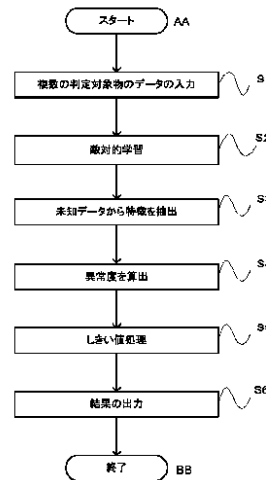 スタート AA
複数の判定対象物のデータの入力
敵対的学習
未知データから特徴を抽出
異常度を算出
しきい値処理
結果の出力 S6
終了 BB